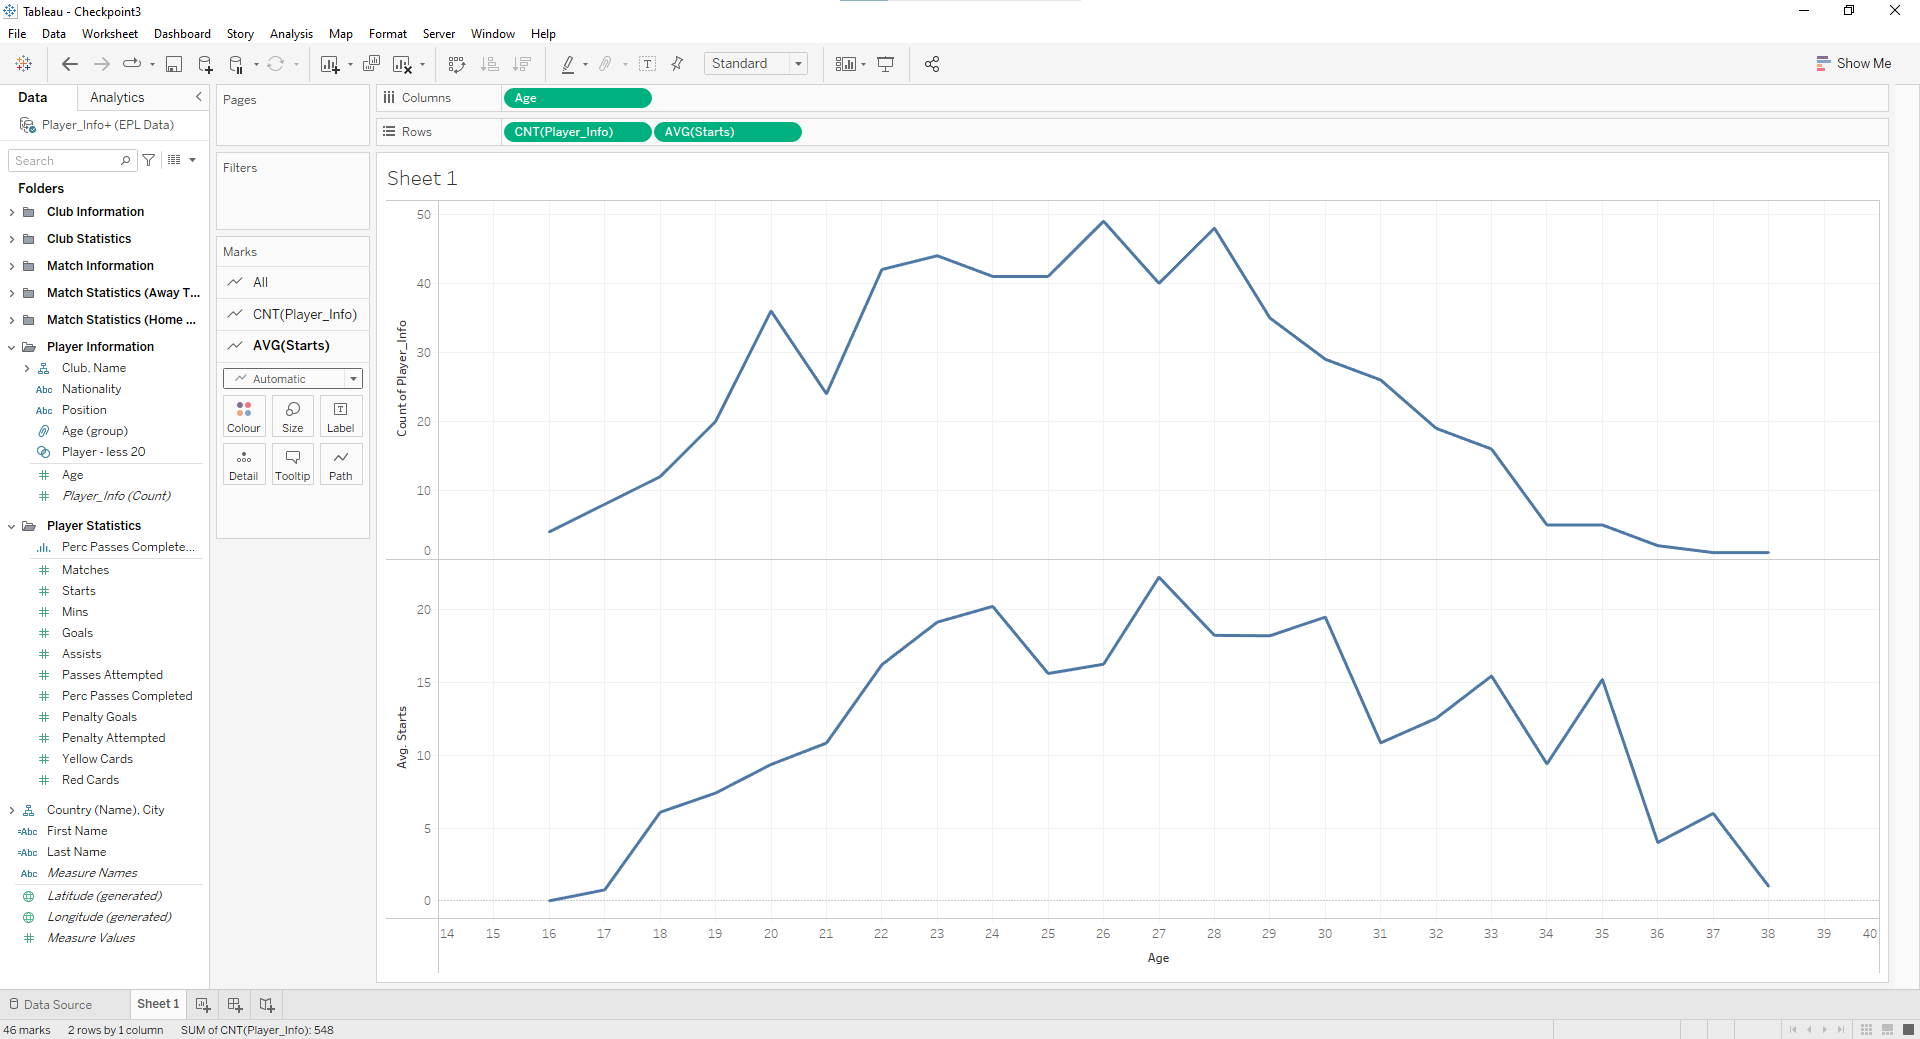 Tableau - Checkpoint3
File Data Worksheet Dashboard Story Analysis Map Format Server Window Help
Standard
Show Me
Data Analytics
Player_Info+ (EPL Data)
Search
Folders
Club Information
Club Statistics
Match Information
Match Statistics (Away T...
Match Statistics (Home ...
Player Information
Club, Name
Abc Nationality
Abc Position
Age (group)
Player - less 20
# Age
# Player_Info (Count)
Player Statistics
Perc Passes Complete...
# Matches
# Starts
# Mins
# Goals
# Assists
# Passes Attempted
# Perc Passes Completed
# Penalty Goals
# Penalty Attempted
# Yellow Cards
# Red Cards
Country (Name), City
=Abc First Name
=Abc Last Name
Abc Measure Names
Latitude (generated)
Longitude (generated)
# Measure Values
Pages
Filters
Marks
All
CNT(Player_Info)
AVG(Starts)
Automatic
Colour Size Label
Detail Tooltip Path
Columns Age
Rows CNT(Player_Info) AVG(Starts)
Sheet 1
50
40
30
20
10
0
Count of Player_Info
20
15
10
5
0
Avg. Starts
14 15 16 17 18 19 20 21 22 23 24 25 26 27 28 29 30 31 32 33 34 35 36 37 38 39 40
Age
Data Source Sheet 1
46 marks 2 rows by 1 column SUM of CNT(Player_Info): 548